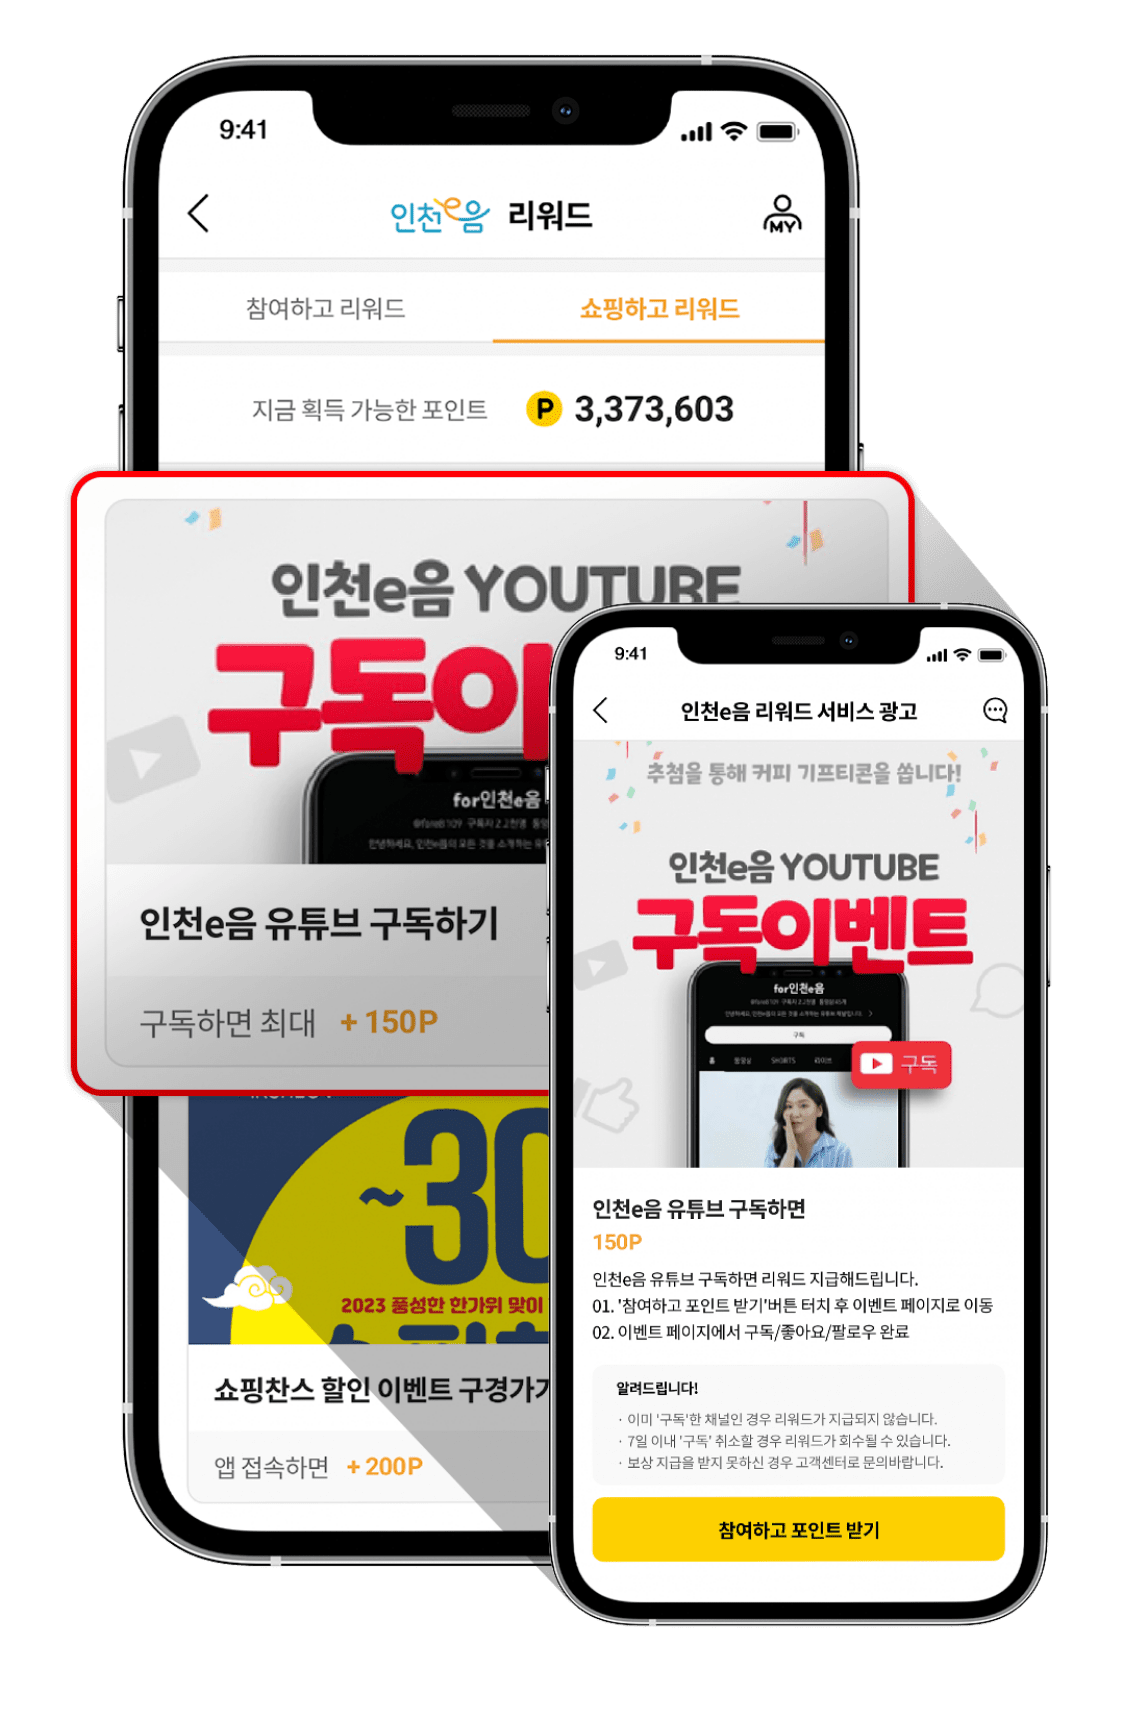 9:41
인천e음 리워드
MY
참여하고 리워드
쇼핑하고 리워드
지금 획득 가능한 포인트
P 3,373,603
인천e음 YOUTUBE
구독이
for인천e음
인천e음 유튜브 구독하기
구독하면 최대 + 150P
~30
2023 풍성한 한가위 맞이
쇼핑찬스 할인 이벤트 구경가기
앱 접속하면 + 200P
9:41
인천e음 리워드 서비스 광고
추첨을 통해 커피 기프티콘을 쏩니다!
인천e음 YOUTUBE
구독이벤트
for인천e음
구독
동영상 SHORTS 라이브
구독
인천e음 유튜브 구독하면
150P
인천e음 유튜브 구독하면 리워드 지급해드립니다.
01. '참여하고 포인트 받기'버튼 터치 후 이벤트 페이지로 이동
02. 이벤트 페이지에서 구독/좋아요/팔로우 완료
알려드립니다!
· 이미 '구독'한 채널인 경우 리워드가 지급되지 않습니다.
· 7일 이내 '구독' 취소할 경우 리워드가 회수될 수 있습니다.
· 보상 지급을 받지 못하신 경우 고객센터로 문의바랍니다.
참여하고 포인트 받기